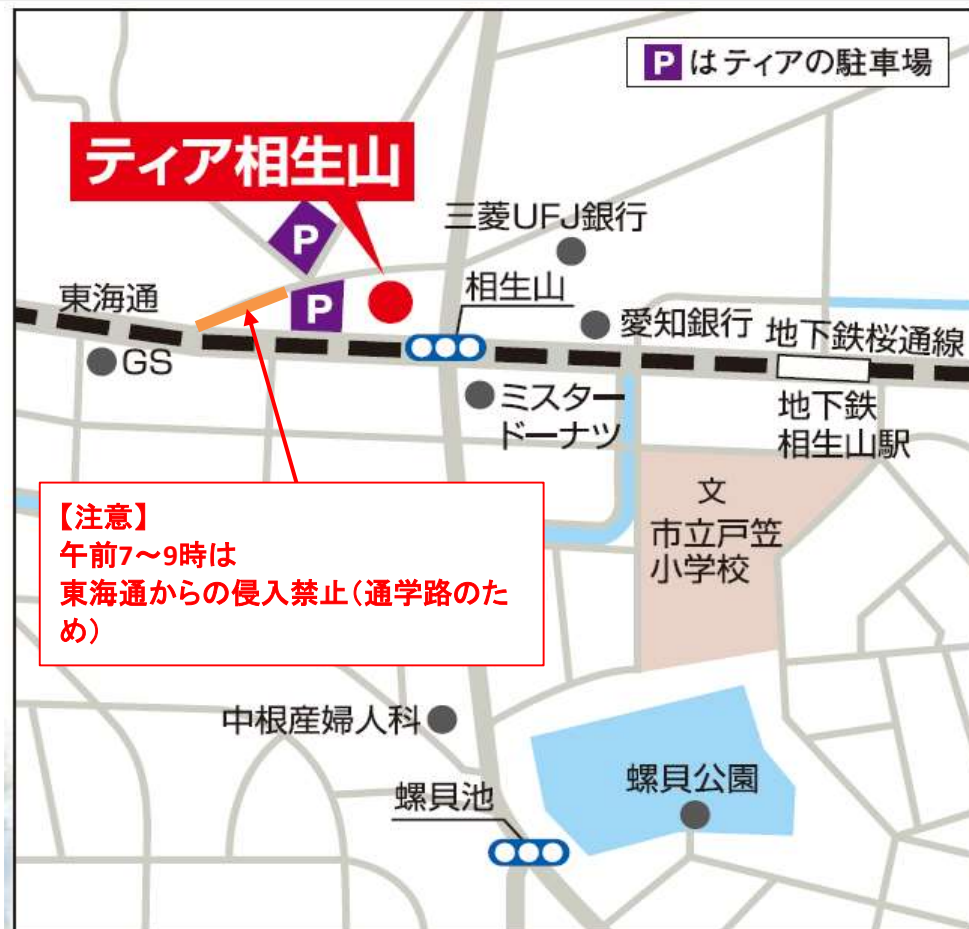 P はティアの駐車場
ティア相生山
P
三菱UFJ銀行
相生山
P
東海通
愛知銀行
地下鉄桜通線
GS
ミスター
ドーナツ
地下鉄
相生山駅
文
市立戸笠
小学校
【注意】
午前7〜9時は
東海通からの侵入禁止(通学路のた
め)
中根産婦人科
螺貝池
螺貝公園